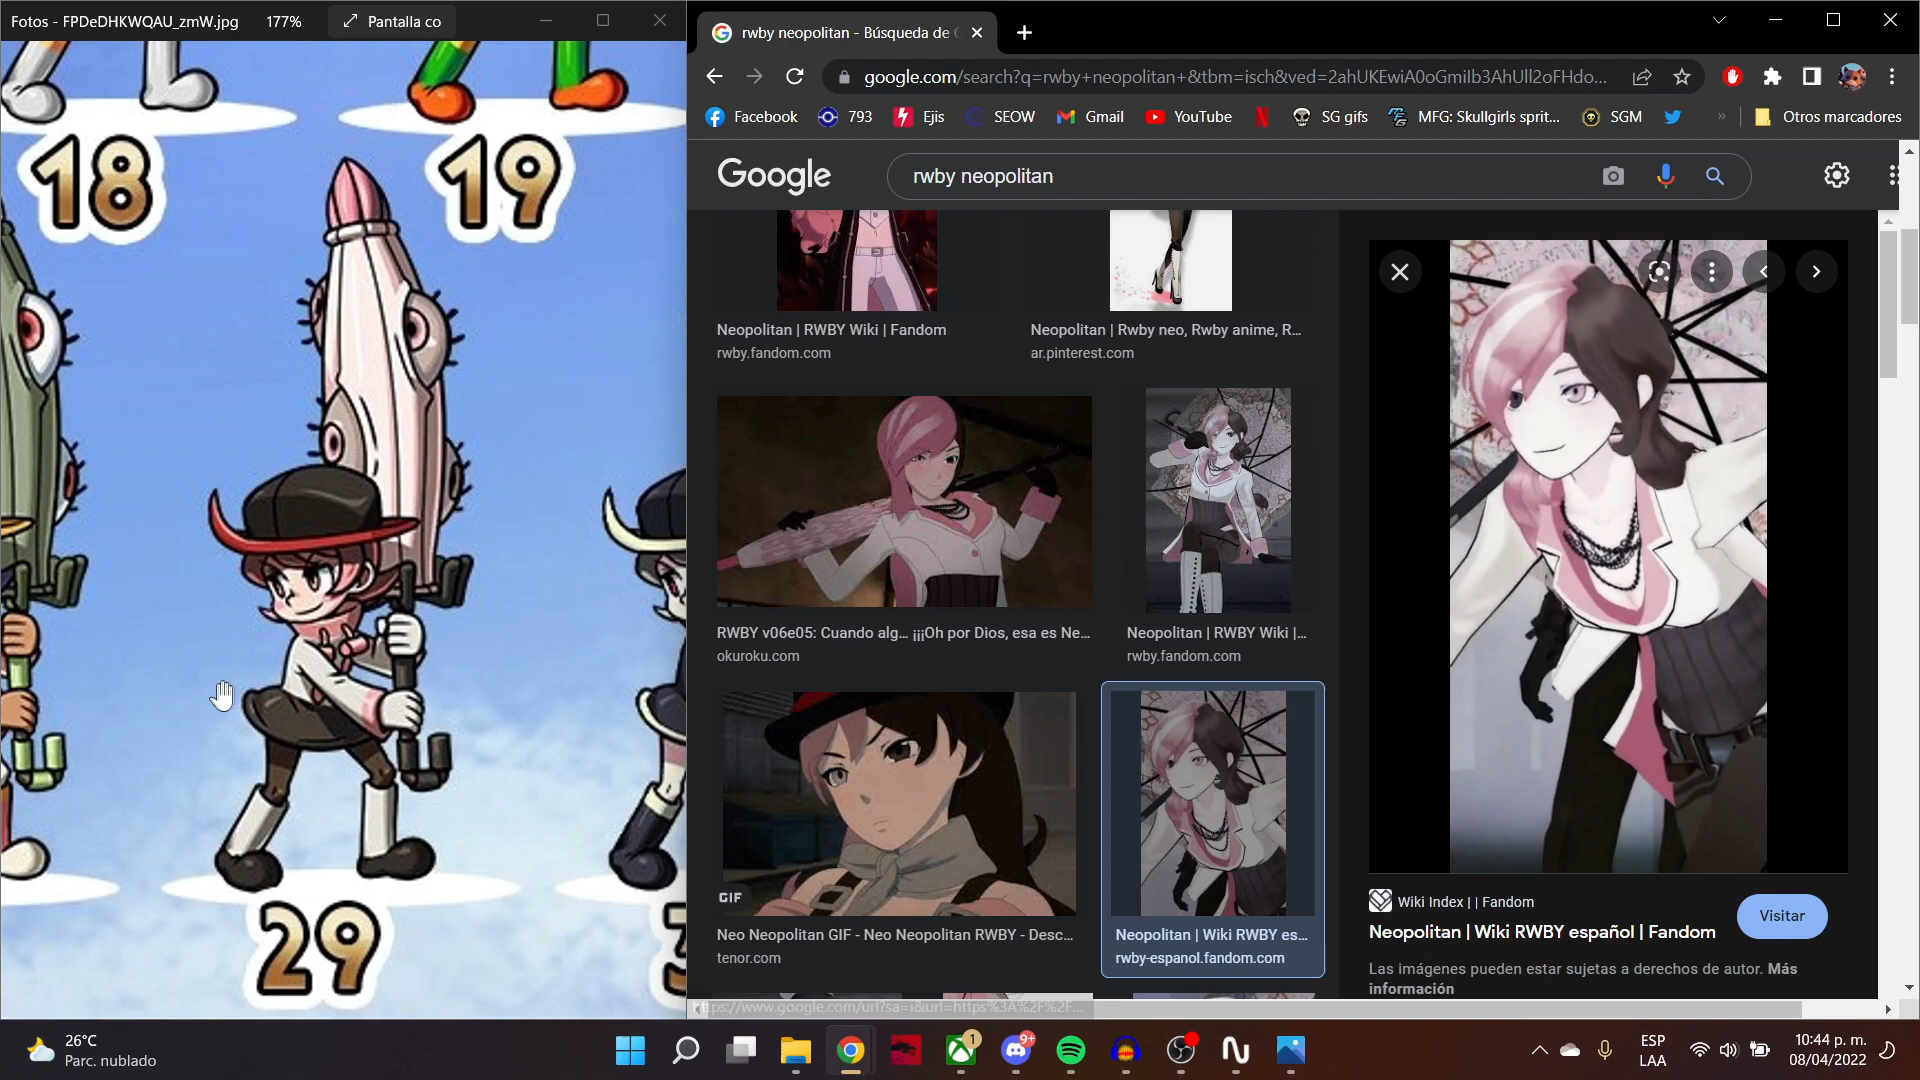 Fotos - FPDeDHKWQAU_zmW.jpg
177%
Pantalla co
18
19
29
rwby neopolitan - Búsqueda de
google.com/search?q=rwby+neopolitan+&tbm=isch&ved=2ahUKEwiA0oGmilb3AhUll2oFHdo...
Facebook
793
Ejis
SEOW
Gmail
YouTube
SG gifs
MFG: Skullgirls sprit...
SGM
»
Otros marcadores
Google
rwby neopolitan
Neopolitan | RWBY Wiki | Fandom
rwby.fandom.com
Neopolitan | Rwby neo, Rwby anime, R...
ar.pinterest.com
RWBY v06e05: Cuando alg... ¡¡¡Oh por Dios, esa es Ne...
okuroku.com
Neopolitan | RWBY Wiki |...
rwby.fandom.com
GIF
Neo Neopolitan GIF - Neo Neopolitan RWBY - Desc...
tenor.com
Neopolitan | Wiki RWBY es...
rwby-espanol.fandom.com
Wiki Index | | Fandom
Neopolitan | Wiki RWBY español | Fandom
Visitar
Las imágenes pueden estar sujetas a derechos de autor. Más
información
26°C
Parc. nublado
1
9+
ESP
LAA
10:44 p. m.
08/04/2022